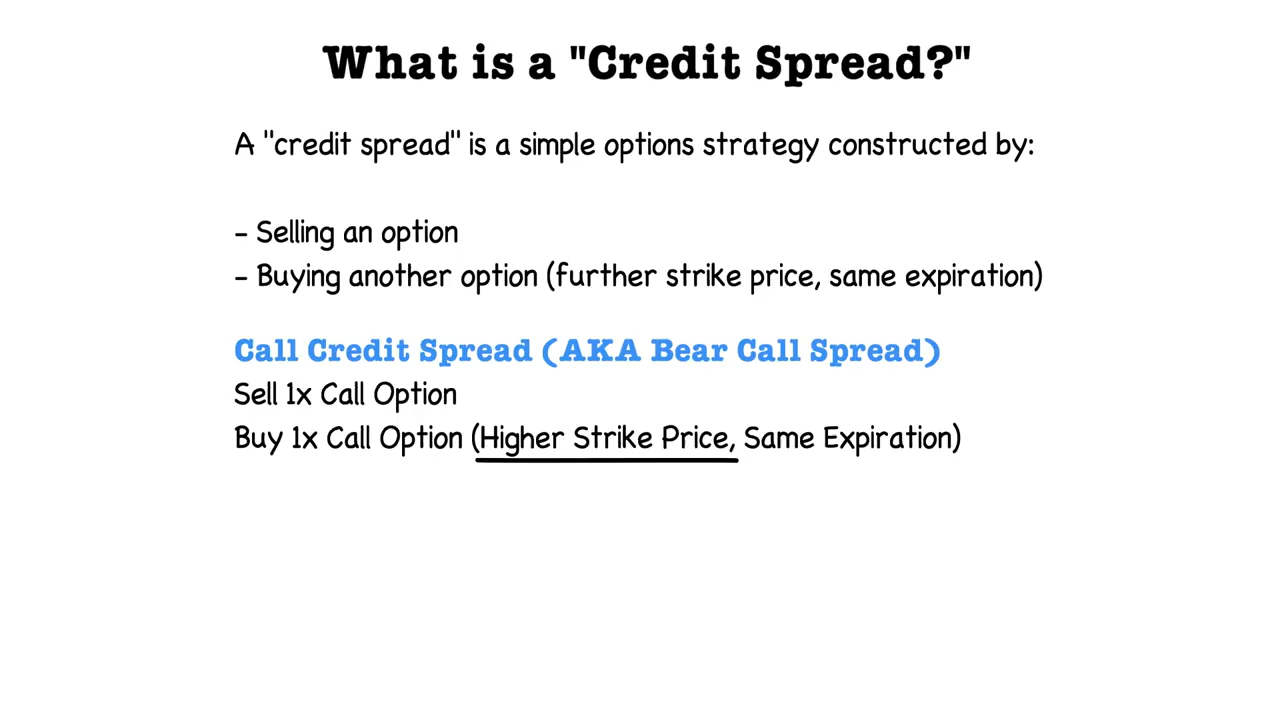 What is a "Credit Spread?"
A "credit spread" is a simple options strategy constructed by:
- Selling an option
- Buying another option (further strike price, same expiration)
Call Credit Spread (AKA Bear Call Spread)
Sell 1x Call Option
Buy 1x Call Option (Higher Strike Price, Same Expiration)